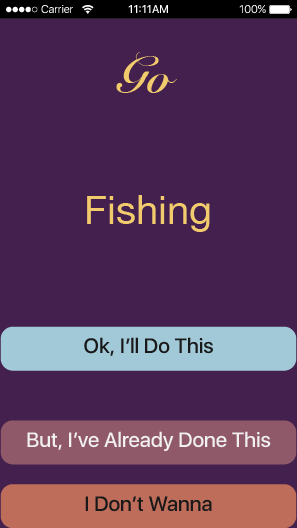 Carrier 11:11AM 100%
Go
Fishing
Ok, I'll Do This
But, I've Already Done This
I Don't Wanna